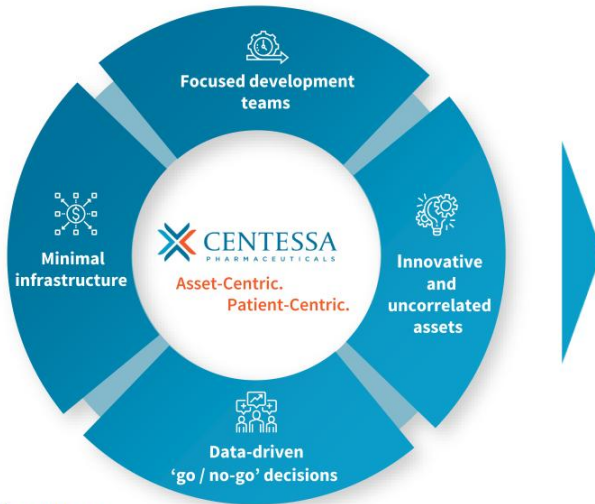 Focused development
teams
Minimal
infrastructure
CENTESSA
PHARMACEUTICALS
Asset-Centric.
Patient-Centric.
Innovative
and
uncorrelated
assets
Data-driven
‘go / no-go’ decisions